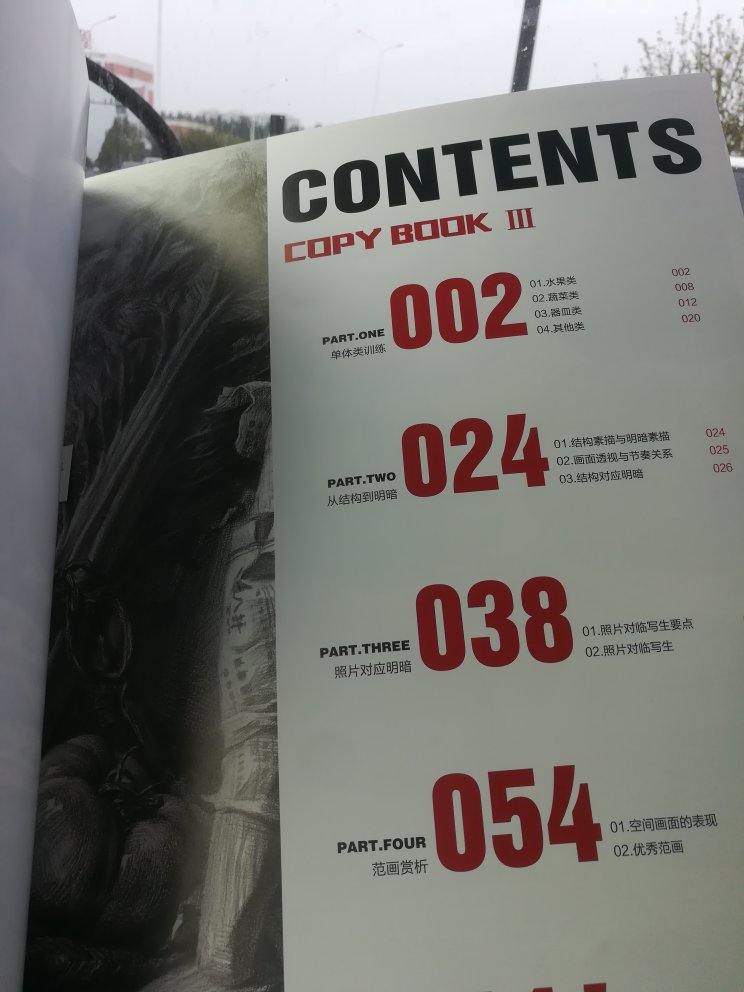 CONTENTS
COPY BOOK III
PART.ONE
单体类训练
002
01.水果类 002
02.蔬菜类 008
03.器皿类 012
04.其他类 020
PART.TWO
从结构到明暗
024
01.结构素描与明暗素描 024
02.画面透视与节奏关系 025
03.结构对应明暗 026
PART.THREE
照片对应明暗
038
01.照片对临写生要点
02.照片对临写生
PART.FOUR
范画赏析
054
01.空间画面的表现
02.优秀范画